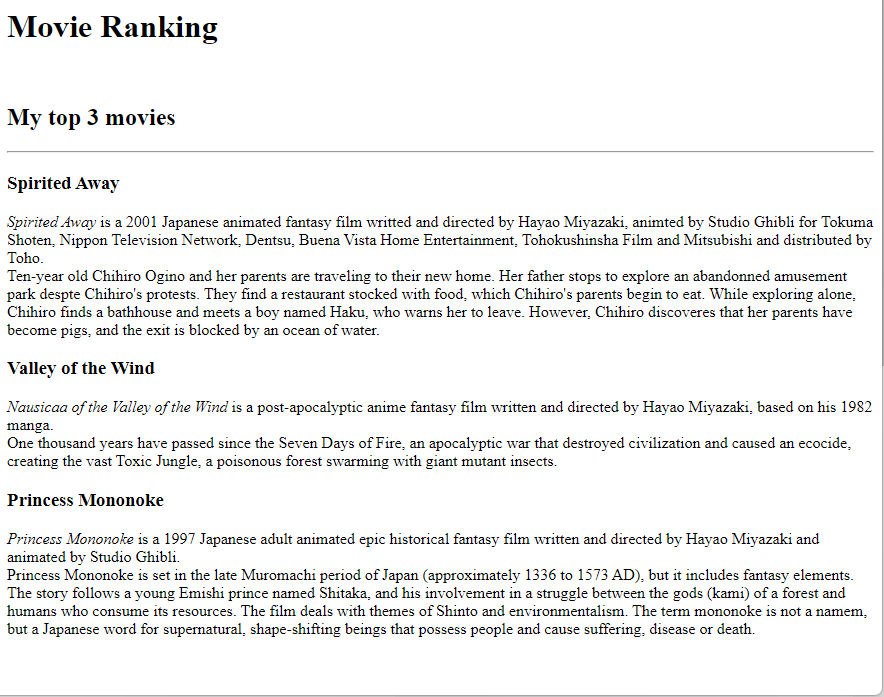 Movie Ranking
My top 3 movies
Spirited Away
Spirited Away is a 2001 Japanese animated fantasy film writted and directed by Hayao Miyazaki, animted by Studio Ghibli for Tokuma
Shoten, Nippon Television Network, Dentsu, Buena Vista Home Entertainment, Tohokushinsha Film and Mitsubishi and distributed by
Toho.
Ten-year old Chihiro Ogino and her parents are traveling to their new home. Her father stops to explore an abandonned amusement
park despte Chihiro's protests. They find a restaurant stocked with food, which Chihiro's parents begin to eat. While exploring alone,
Chihiro finds a bathhouse and meets a boy named Haku, who warns her to leave. However, Chihiro discoveres that her parents have
become pigs, and the exit is blocked by an ocean of water.
Valley of the Wind
Nausicaa of the Valley of the Wind is a post-apocalyptic anime fantasy film written and directed by Hayao Miyazaki, based on his 1982
manga.
One thousand years have passed since the Seven Days of Fire, an apocalyptic war that destroyed civilization and caused an ecocide,
creating the vast Toxic Jungle, a poisonous forest swarming with giant mutant insects.
Princess Mononoke
Princess Mononoke is a 1997 Japanese adult animated epic historical fantasy film written and directed by Hayao Miyazaki and
animated by Studio Ghibli.
Princess Mononoke is set in the late Muromachi period of Japan (approximately 1336 to 1573 AD), but it includes fantasy elements.
The story follows a young Emishi prince named Shitaka, and his involvement in a struggle between the gods (kami) of a forest and
humans who consume its resources. The film deals with themes of Shinto and environmentalism. The term mononoke is not a namem,
but a Japanese word for supernatural, shape-shifting beings that possess people and cause suffering, disease or death.